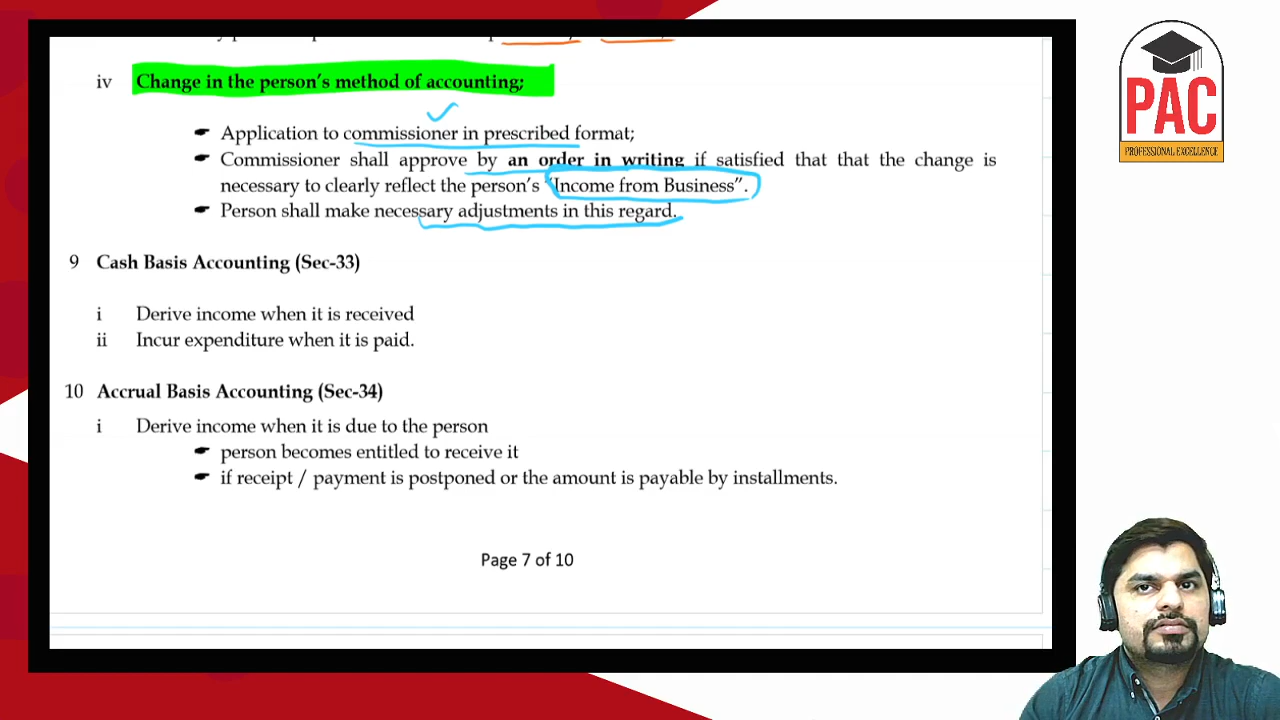 iv Change in the person's method of accounting;
Application to commissioner in prescribed format;
Commissioner shall approve by an order in writing if satisfied that that the change is
necessary to clearly reflect the person's "Income from Business".
Person shall make necessary adjustments in this regard.
9 Cash Basis Accounting (Sec-33)
i Derive income when it is received
ii Incur expenditure when it is paid.
10 Accrual Basis Accounting (Sec-34)
i Derive income when it is due to the person
person becomes entitled to receive it
if receipt / payment is postponed or the amount is payable by installments.
Page 7 of 10
PAC
PROFESSIONAL EXCELLENCE